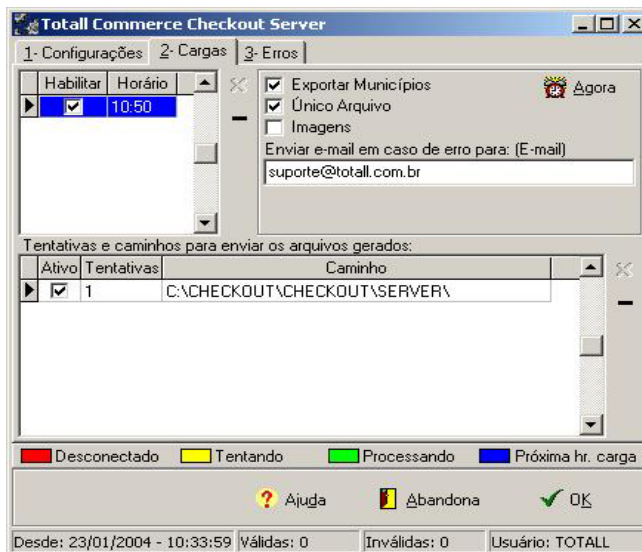 Totall Commerce Checkout Server
1- Configurações 2- Cargas 3- Erros
Habilitar Horário
10:50
Exportar Municípios
Único Arquivo
Imagens
Agora
Enviar e-mail em caso de erro para: (E-mail)
suporte@totall.com.br
Tentativas e caminhos para enviar os arquivos gerados:
Ativo Tentativas Caminho
1 C:\CHECKOUT\CHECKOUT\SERVER\
Desconectado Tentando Processando Próxima hr. carga
Ajuda Abandona OK
Desde: 23/01/2004 - 10:33:59 Válidas: 0 Inválidas: 0 Usuário: TOTALL